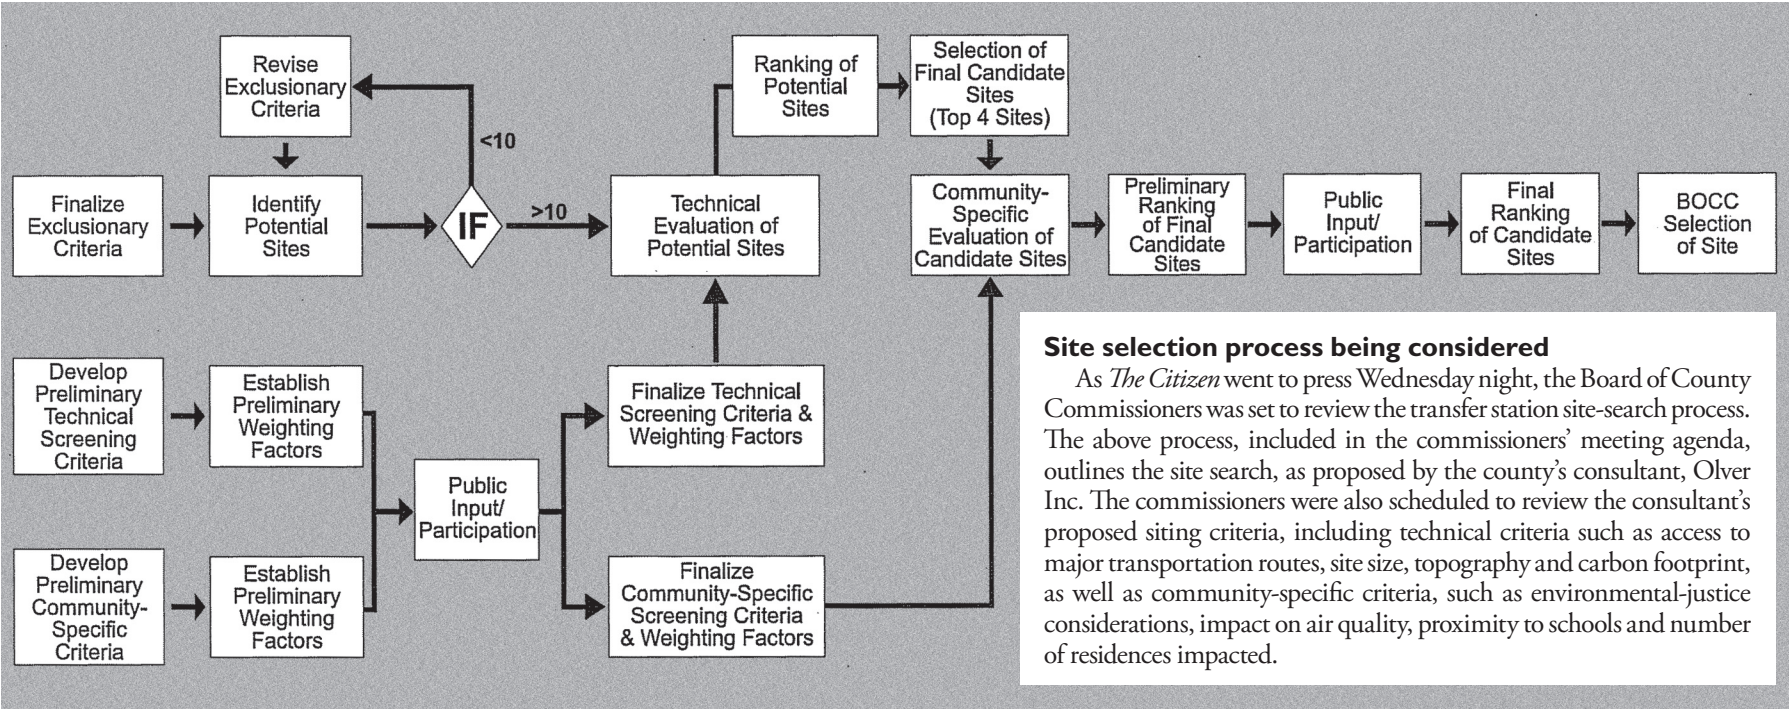 Revise
Exclusionary
Criteria
<10
Ranking of
Potential
Sites
Selection of
Final Candidate
Sites
(Top 4 Sites)
Finalize
Exclusionary
Criteria
Identify
Potential
Sites
IF
>10
Technical
Evaluation of
Potential Sites
Community-
Specific
Evaluation of
Candidate Sites
Preliminary
Ranking
of Final
Candidate
Sites
Public
Input/
Participation
Final
Ranking
of Candidate
Sites
BOCC
Selection
of Site
Develop
Preliminary
Technical
Screening
Criteria
Establish
Preliminary
Weighting
Factors
Finalize Technical
Screening Criteria &
Weighting Factors
Public
Input/
Participation
Develop
Preliminary
Community-
Specific
Criteria
Establish
Preliminary
Weighting
Factors
Finalize
Community-Specific
Screening Criteria
& Weighting Factors
Site selection process being considered
As The Citizen went to press Wednesday night, the Board of County
Commissioners was set to review the transfer station site-search process.
The above process, included in the commissioners' meeting agenda,
outlines the site search, as proposed by the county's consultant, Olver
Inc. The commissioners were also scheduled to review the consultant's
proposed siting criteria, including technical criteria such as access to
major transportation routes, site size, topography and carbon footprint,
as well as community-specific criteria, such as environmental-justice
considerations, impact on air quality, proximity to schools and number
of residences impacted.